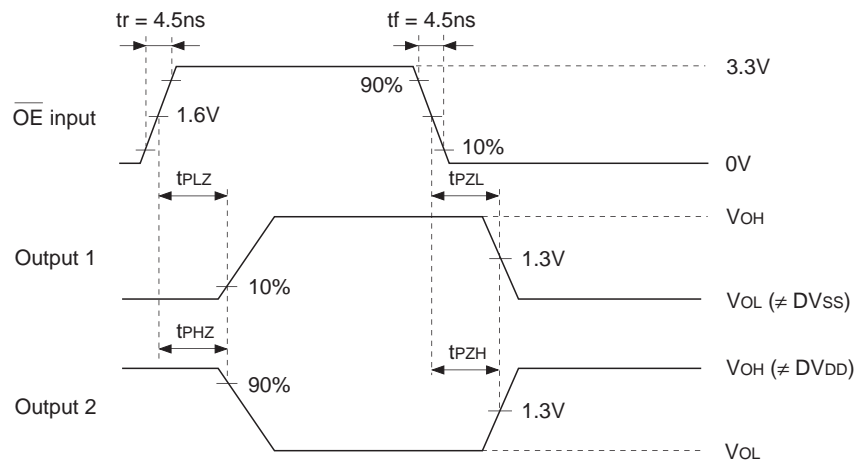 tr = 4.5ns
tf = 4.5ns
3.3V
90%
O̅E̅ input
1.6V
10%
0V
tPLZ
tPZL
VOH
Output 1
1.3V
10%
VOL (≠ DVSS)
tPHZ
tPZH
VOH (≠ DVDD)
90%
Output 2
1.3V
VOL